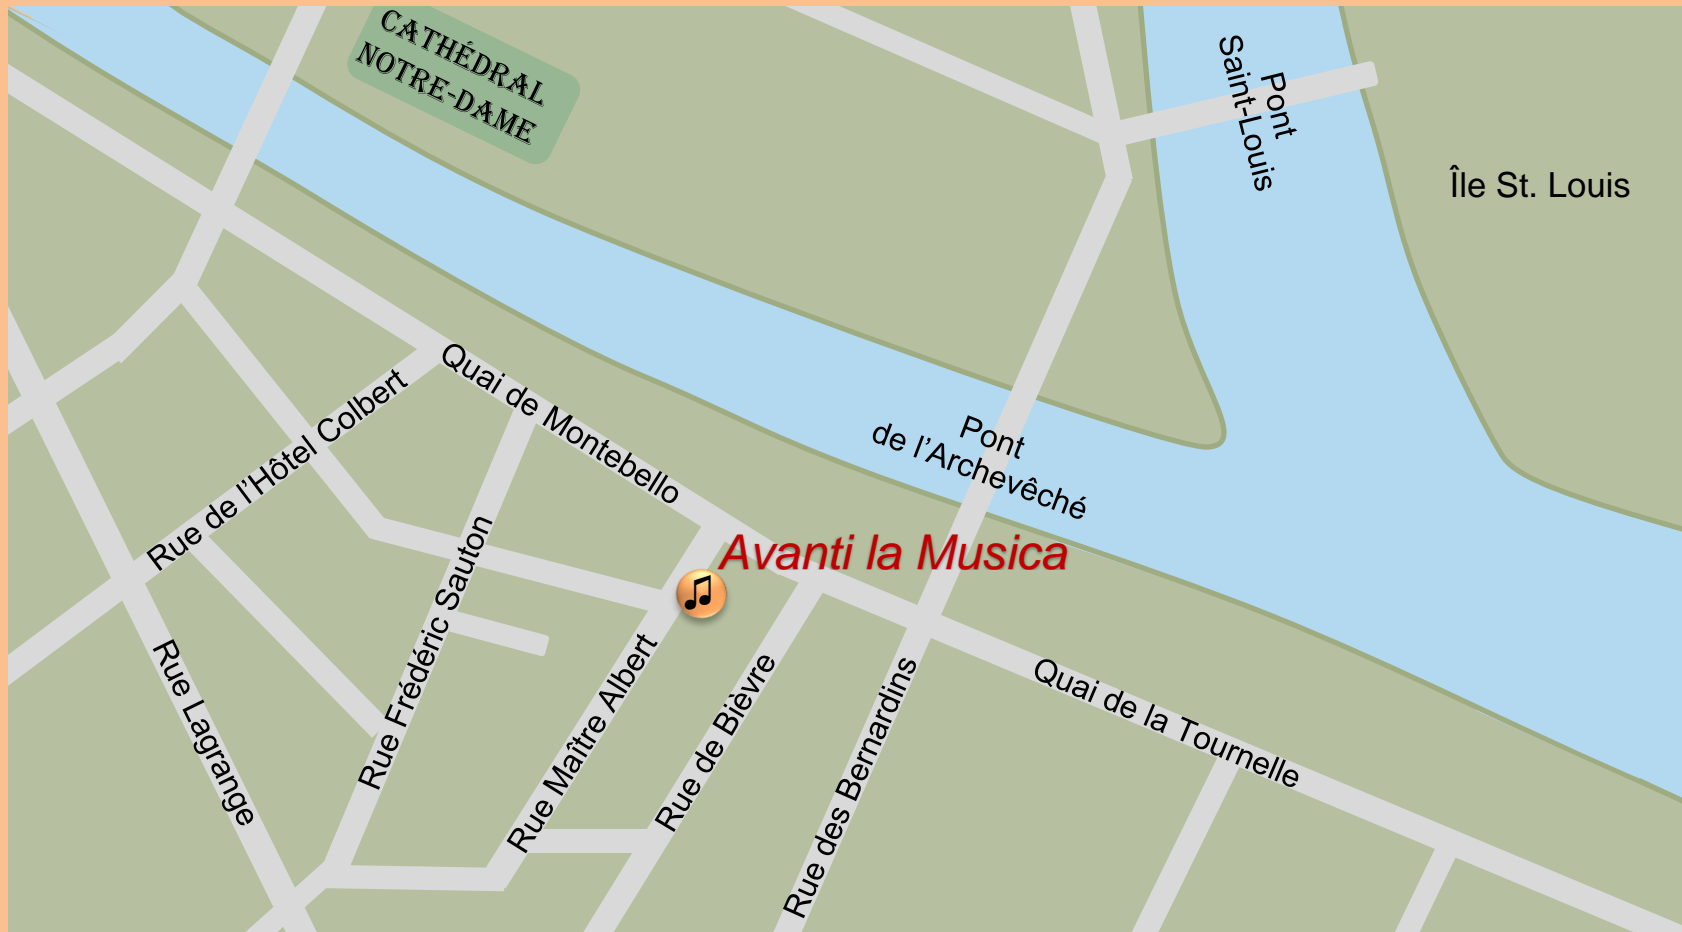 CATHÉDRAL
NOTRE-DAME
Pont
Saint-Louis
Île St. Louis
Quai de Montebello
Rue de l’Hôtel Colbert
Pont
de l’Archevêché
Avanti la Musica
Rue Frédéric Sauton
Rue Lagrange
Rue Maître Albert
Rue de Bièvre
Rue des Bernardins
Quai de la Tournelle